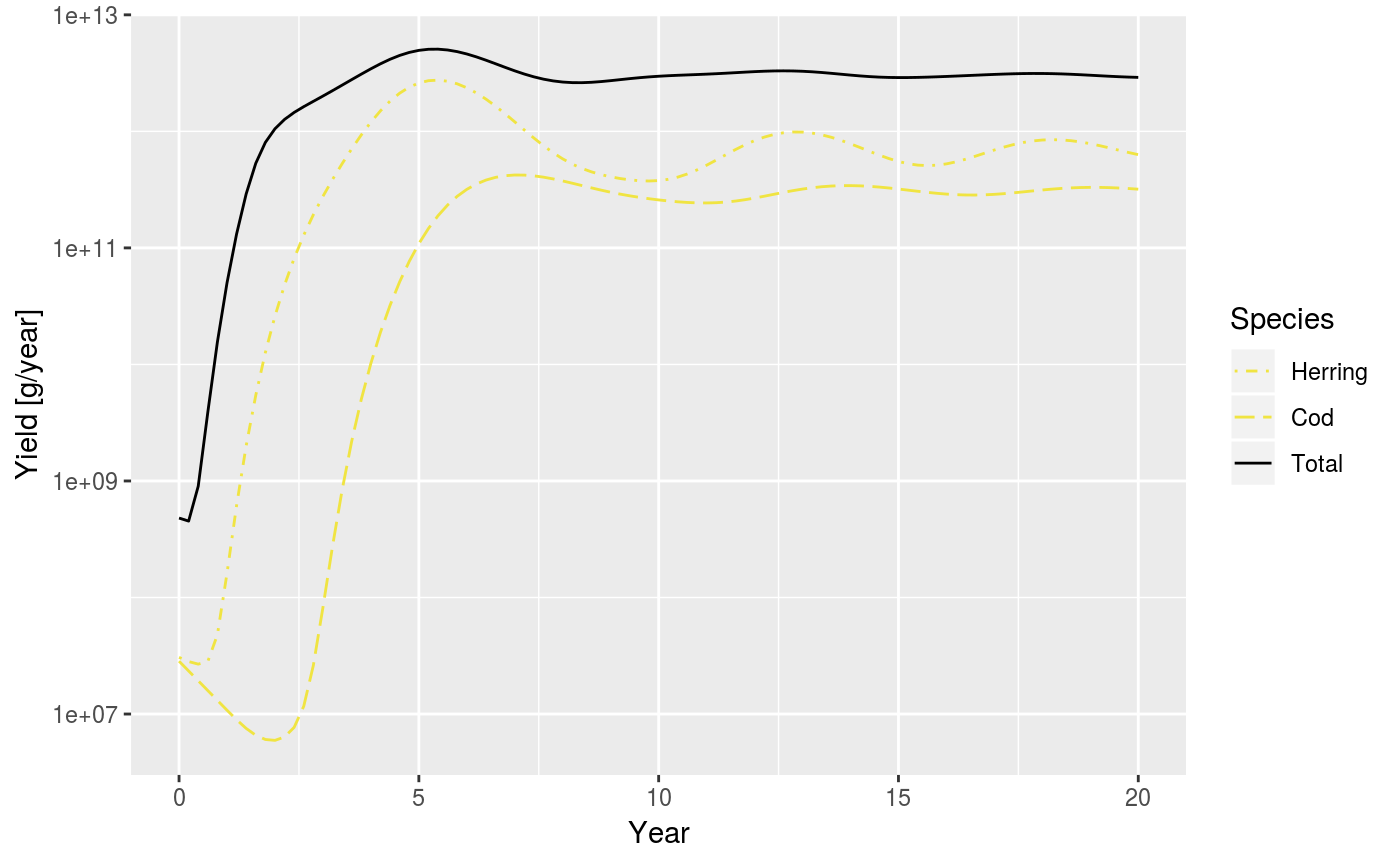 1e+13
1e+11
1e+09
1e+07
Yield [g/year]
0 5 10 15 20
Year
Species
Herring
Cod
Total